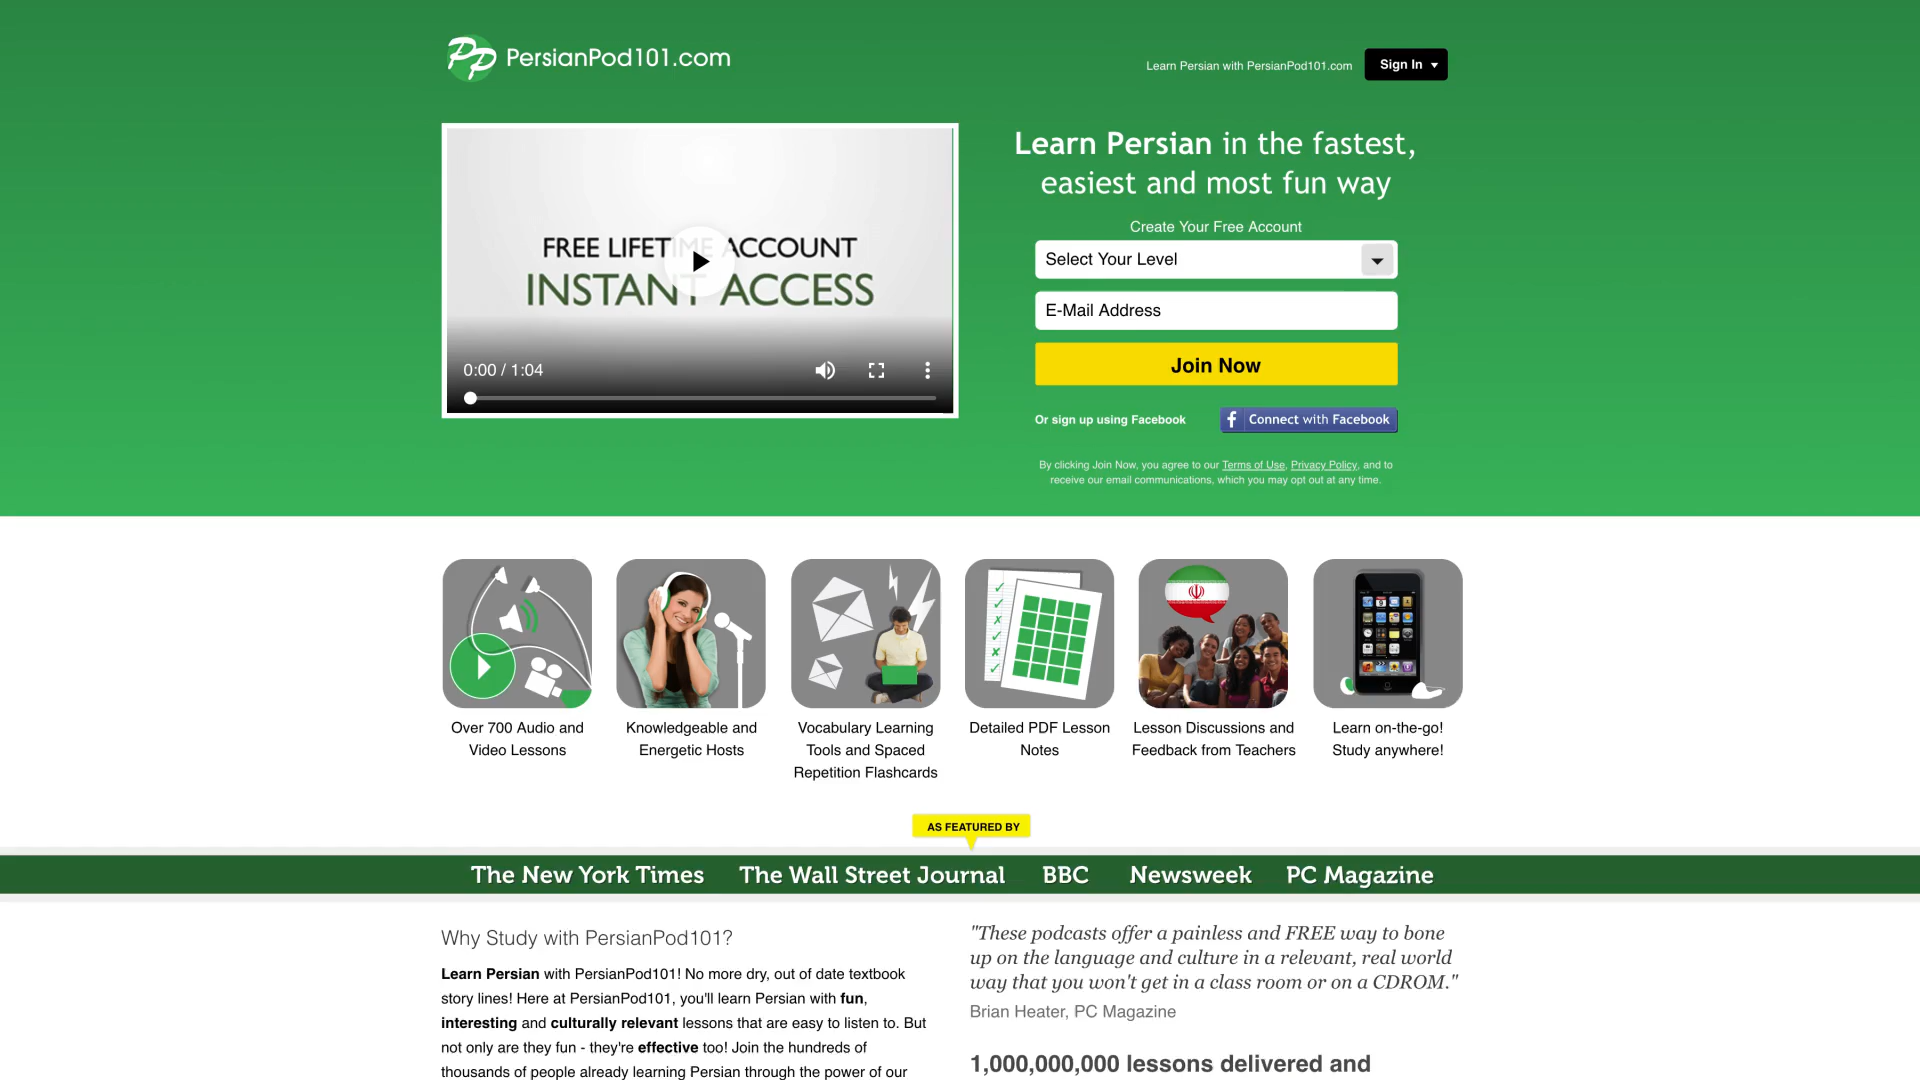 PersianPod101.com
Learn Persian with PersianPod101.com
Sign In
FREE LIFETIME ACCOUNT
INSTANT ACCESS
0:00 / 1:04
Learn Persian in the fastest,
easiest and most fun way
Create Your Free Account
Select Your Level
E-Mail Address
Join Now
Or sign up using Facebook
Connect with Facebook
By clicking Join Now, you agree to our Terms of Use, Privacy Policy, and to
receive our email communications, which you may opt out at any time.
Over 700 Audio and
Video Lessons
Knowledgeable and
Energetic Hosts
Vocabulary Learning
Tools and Spaced
Repetition Flashcards
Detailed PDF Lesson
Notes
Lesson Discussions and
Feedback from Teachers
Learn on-the-go!
Study anywhere!
AS FEATURED BY
The New York Times
The Wall Street Journal
BBC
Newsweek
PC Magazine
Why Study with PersianPod101?
Learn Persian with PersianPod101! No more dry, out of date textbook
story lines! Here at PersianPod101, you'll learn Persian with fun,
interesting and culturally relevant lessons that are easy to listen to. But
not only are they fun - they're effective too! Join the hundreds of
thousands of people already learning Persian through the power of our
"These podcasts offer a painless and FREE way to bone
up on the language and culture in a relevant, real world
way that you won't get in a class room or on a CDROM."
Brian Heater, PC Magazine
1,000,000,000 lessons delivered and